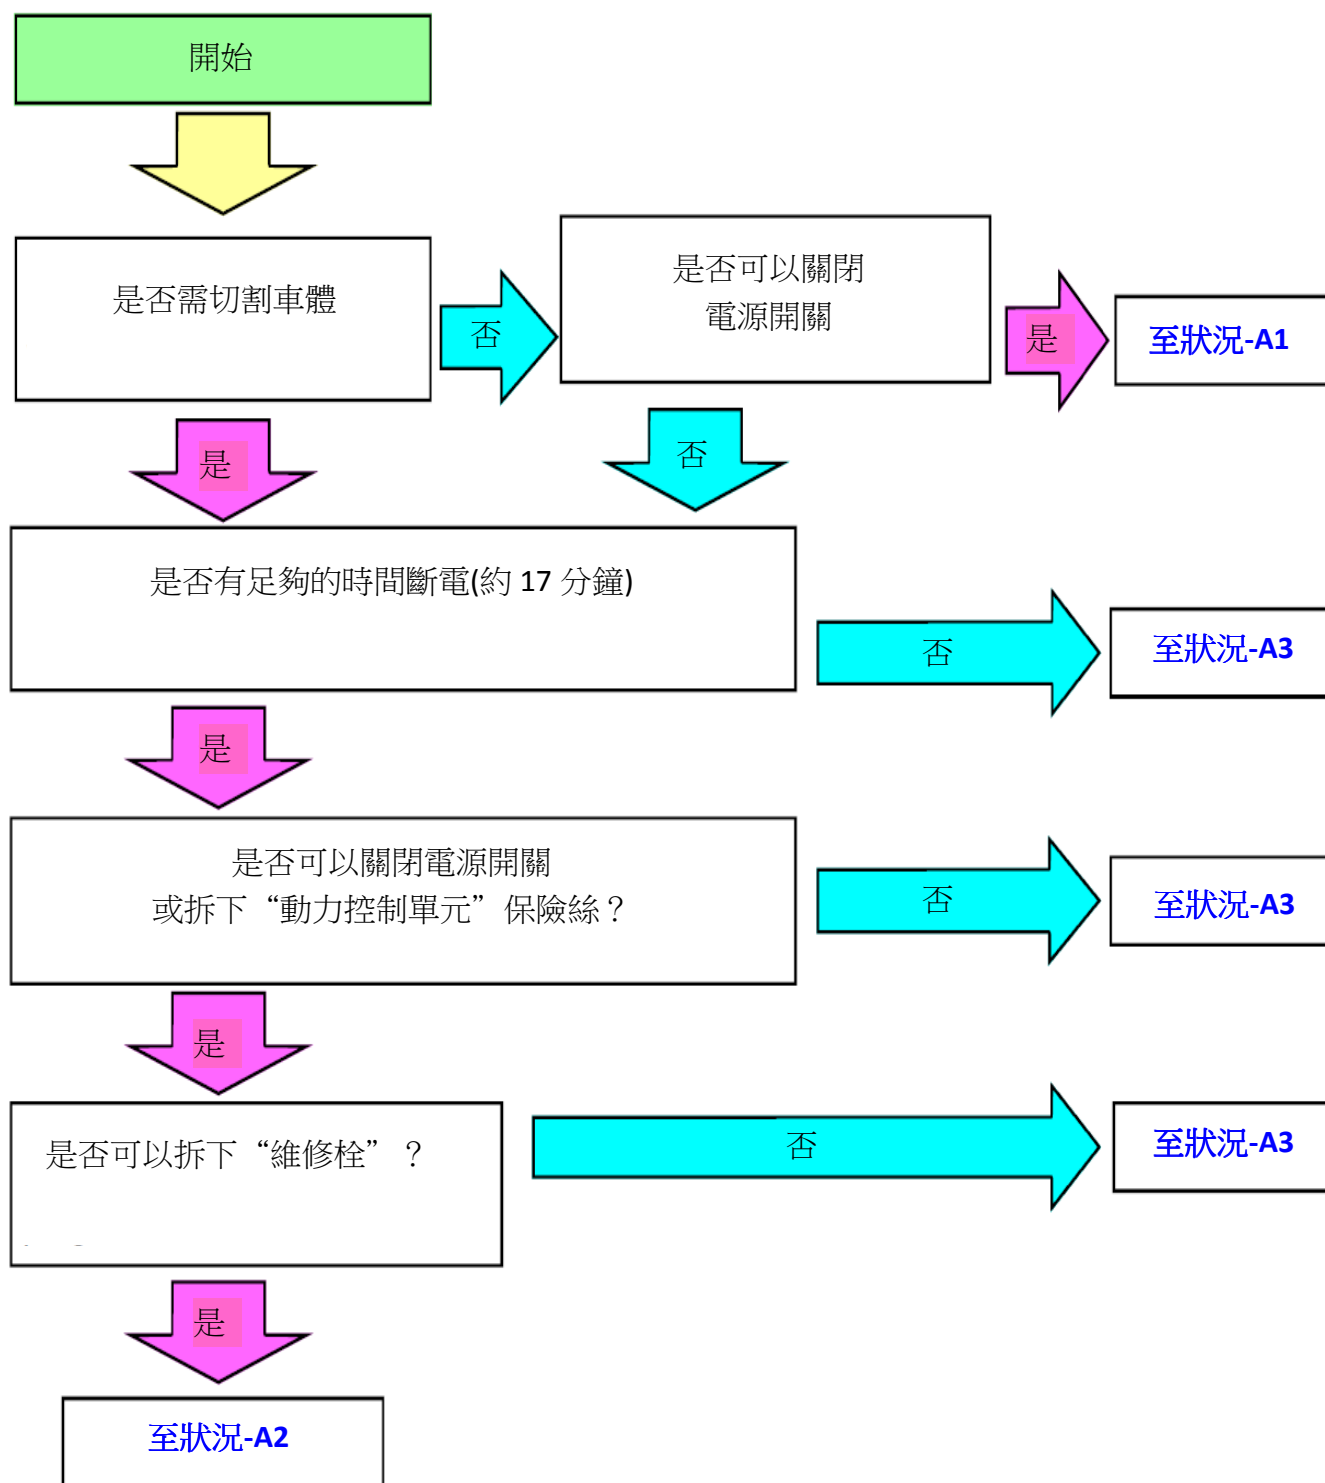 開始
是否需切割車體
否
是否可以關閉
電源開關
是
至狀況-A1
是
否
是否有足夠的時間斷電(約 17 分鐘)
否
至狀況-A3
是
是否可以關閉電源開關
或拆下“動力控制單元”保險絲？
否
至狀況-A3
是
是否可以拆下“維修栓”？
否
至狀況-A3
是
至狀況-A2